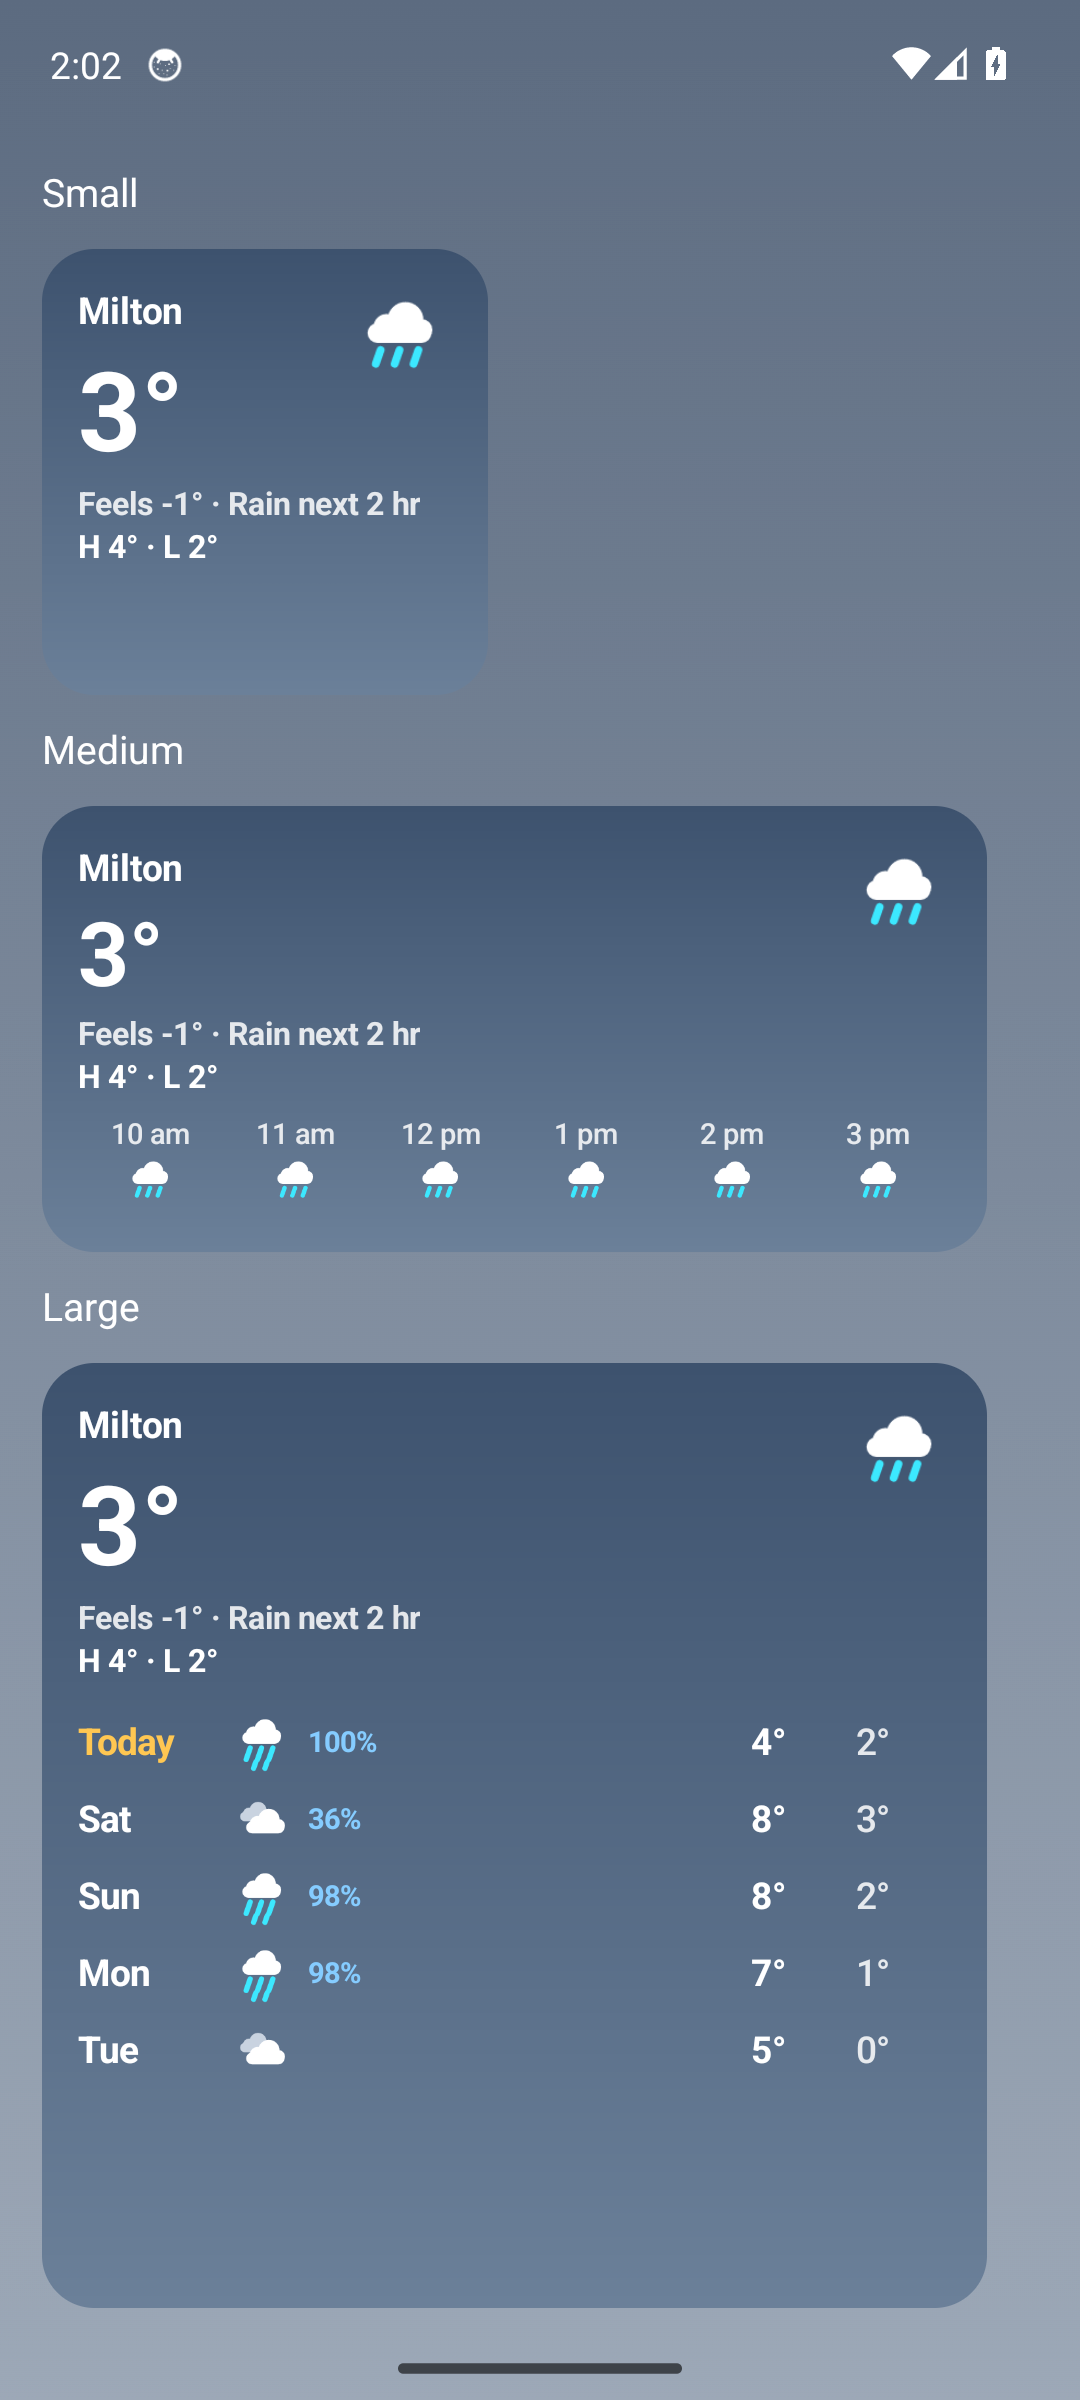 2:02
Small
Milton
3°
Feels -1° · Rain next 2 hr
H 4° · L 2°
Medium
Milton
3°
Feels -1° · Rain next 2 hr
H 4° · L 2°
10 am 11 am 12 pm 1 pm 2 pm 3 pm
Large
Milton
3°
Feels -1° · Rain next 2 hr
H 4° · L 2°
Today 100% 4° 2°
Sat 36% 8° 3°
Sun 98% 8° 2°
Mon 98% 7° 1°
Tue 5° 0°